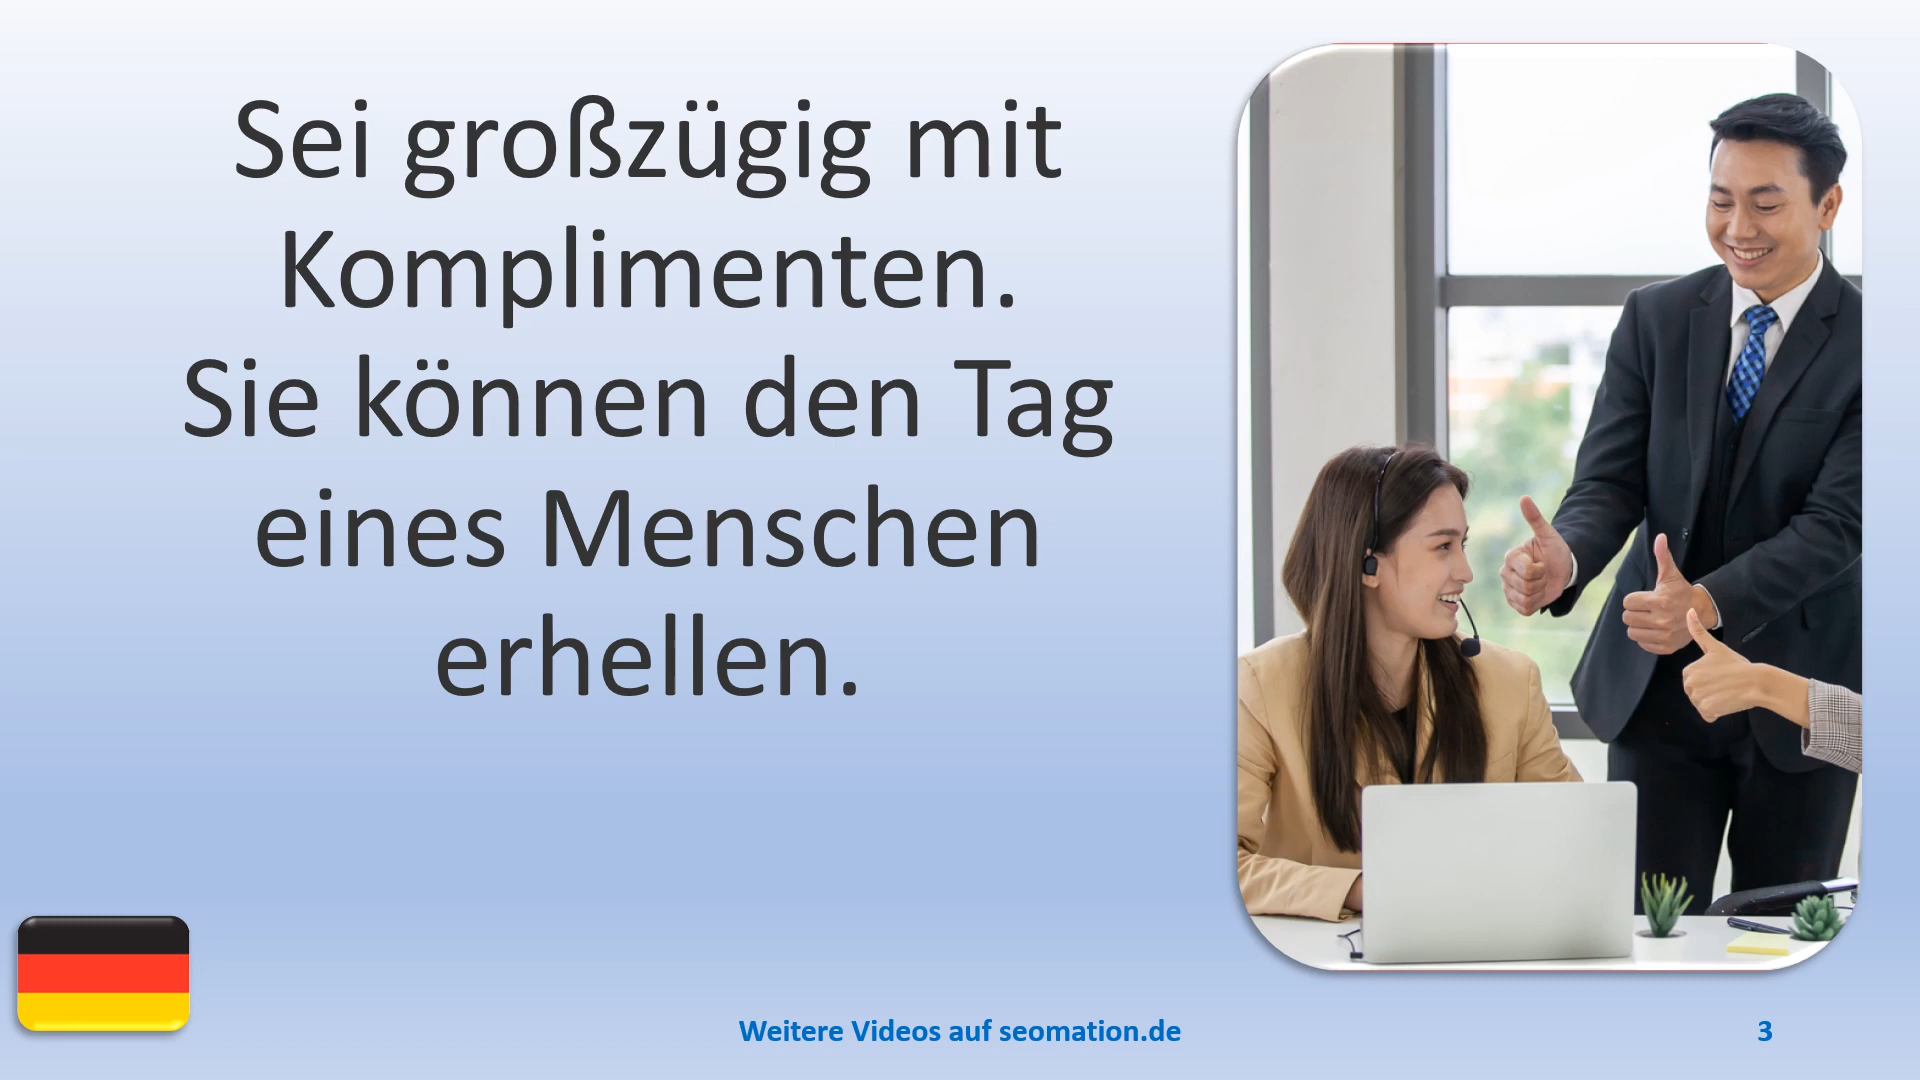 Sei großzügig mit
Komplimenten.
Sie können den Tag
eines Menschen
erhellen.
Weitere Videos auf seomation.de
3